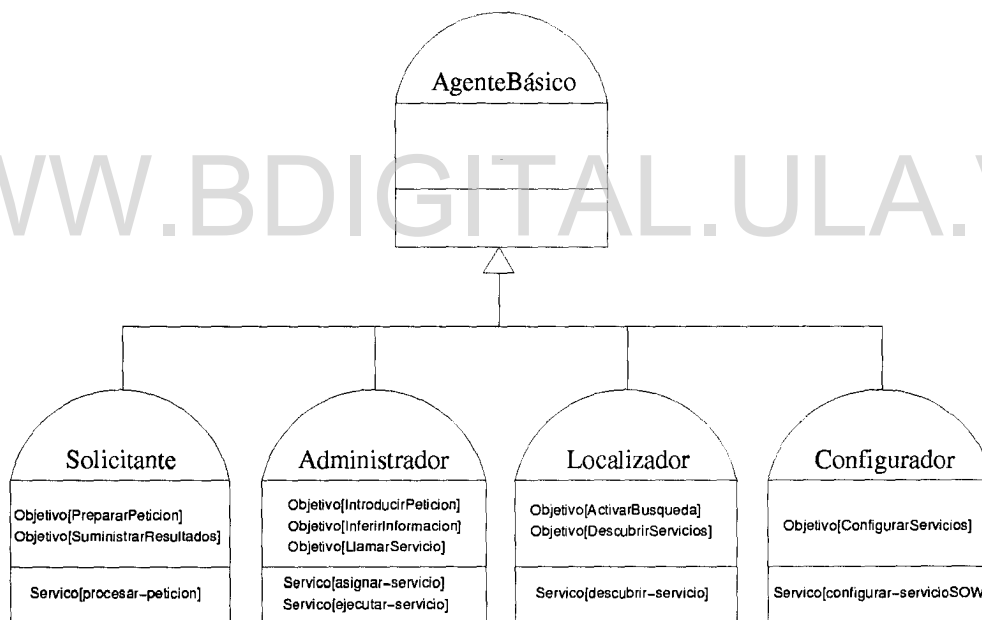 AgenteBásico
WW.BDIGITAL.ULA.V
Solicitante
Objetivo[PrepararPeticion]
Objetivo[SuministrarResultados]
Servico[procesar-peticion]
Administrador
Objetivo[IntroducirPeticion]
Objetivo[InferirInformacion]
Objetivo[LlamarServicio]
Servico[asignar-servicio]
Servico[ejecutar-servicio]
Localizador
Objetivo[ActivarBusqueda]
Objetivo[DescubrirServicios]
Servico[descubrir-servicio]
Configurador
Objetivo[ConfigurarServicios]
Servico[configurar-servicioSOW